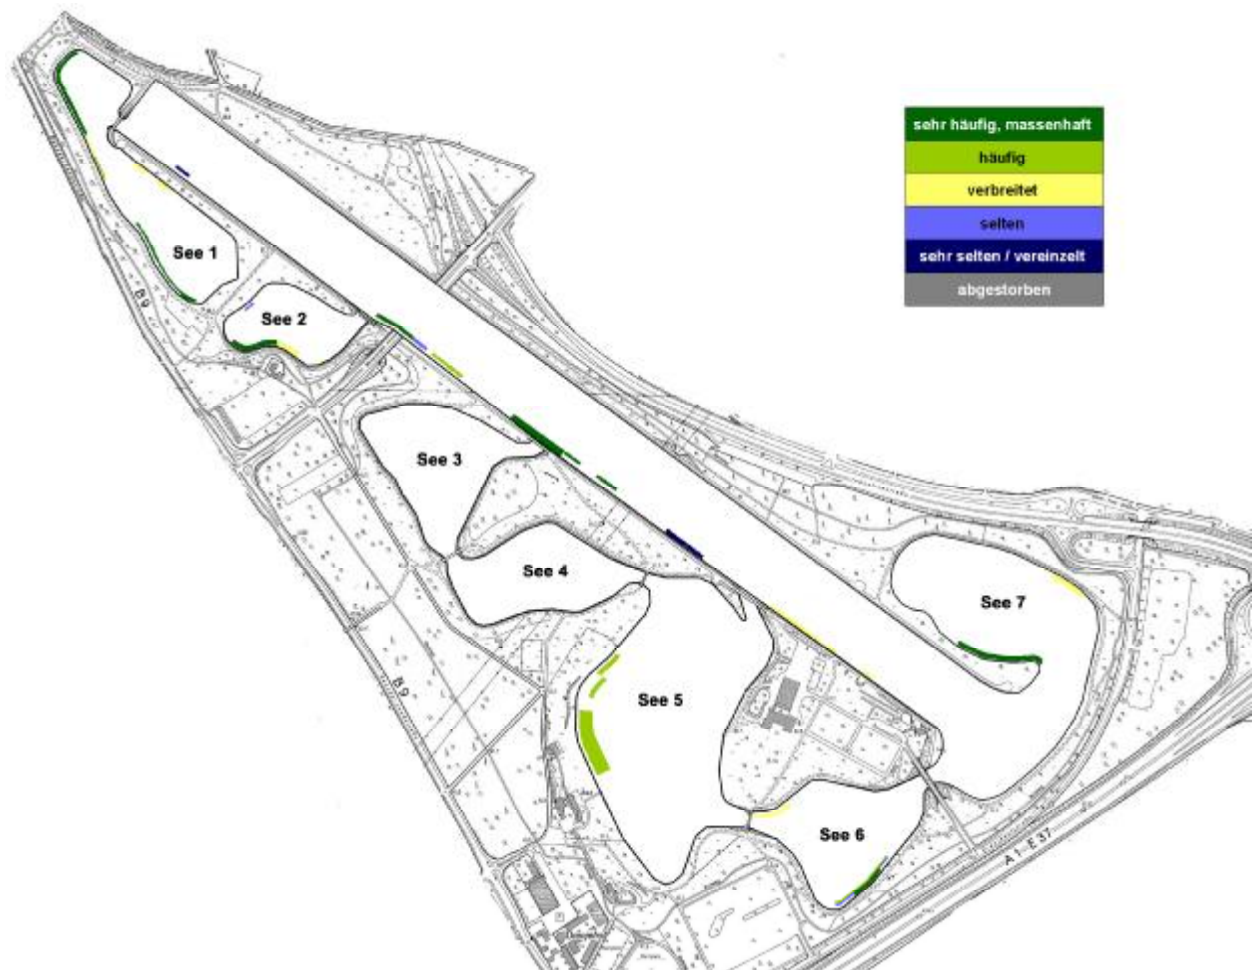 sehr häufig, massenhaft
häufig
verbreitet
selten
sehr selten / vereinzelt
abgestorben
See 1
B 9
See 2
See 3
See 4
See 7
B 9
See 5
See 6
A 1 - E 37